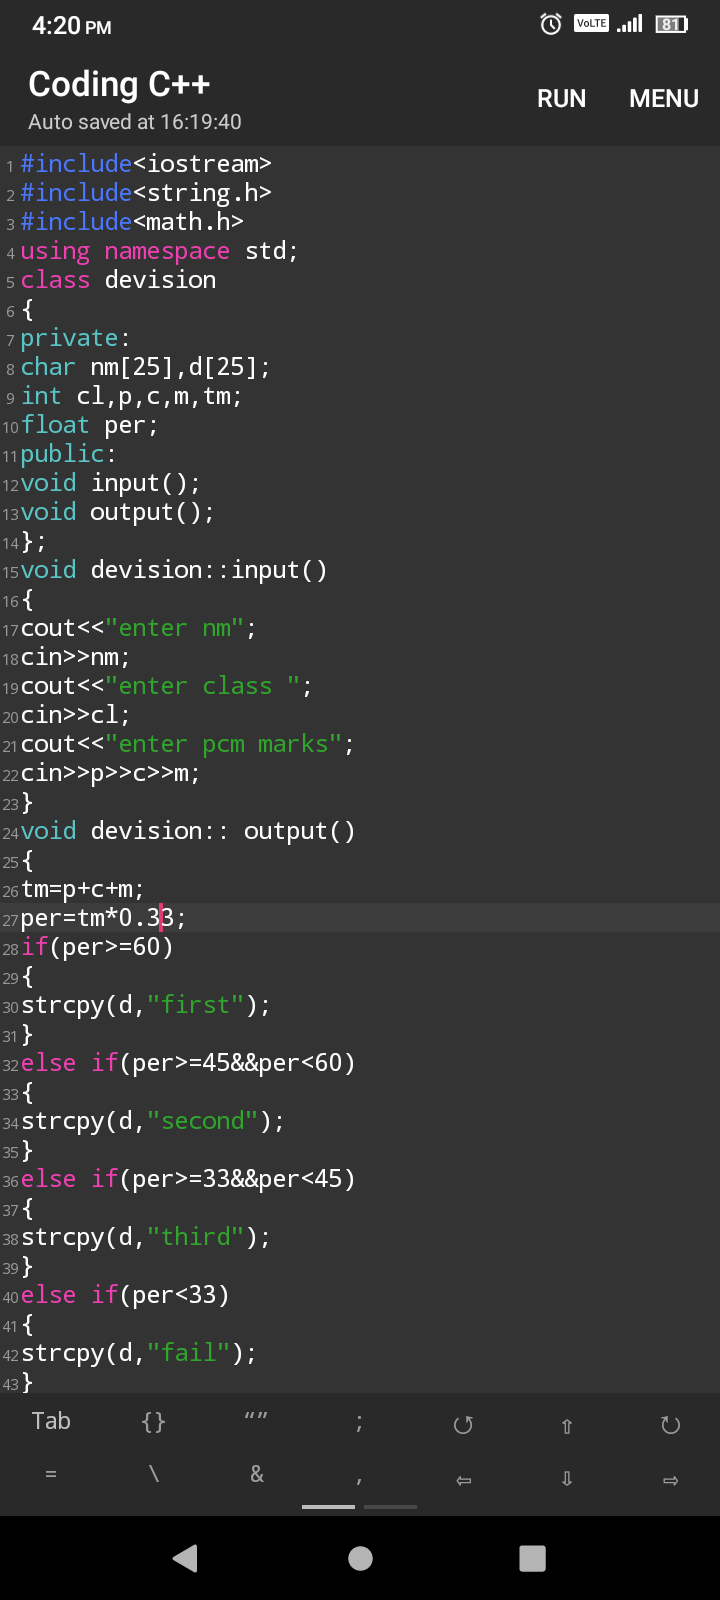 4:20 PM
VoLTE
81
Coding C++
Auto saved at 16:19:40
RUN
MENU
1 #include<iostream>
2 #include<string.h>
3 #include<math.h>
4 using namespace std;
5 class devision
6 {
7 private:
8 char nm[25],d[25];
9 int cl,p,c,m,tm;
10 float per;
11 public:
12 void input();
13 void output();
14 };
15 void devision::input()
16 {
17 cout<<"enter nm";
18 cin>>nm;
19 cout<<"enter class ";
20 cin>>cl;
21 cout<<"enter pcm marks";
22 cin>>p>>c>>m;
23 }
24 void devision:: output()
25 {
26 tm=p+c+m;
27 per=tm*0.33;
28 if(per>=60)
29 {
30 strcpy(d,"first");
31 }
32 else if(per>=45&&per<60)
33 {
34 strcpy(d,"second");
35 }
36 else if(per>=33&&per<45)
37 {
38 strcpy(d,"third");
39 }
40 else if(per<33)
41 {
42 strcpy(d,"fail");
43 }
Tab {} “” ; ↺ ⇧ ↻
= \ & , ⇦ ⇩ ⇨